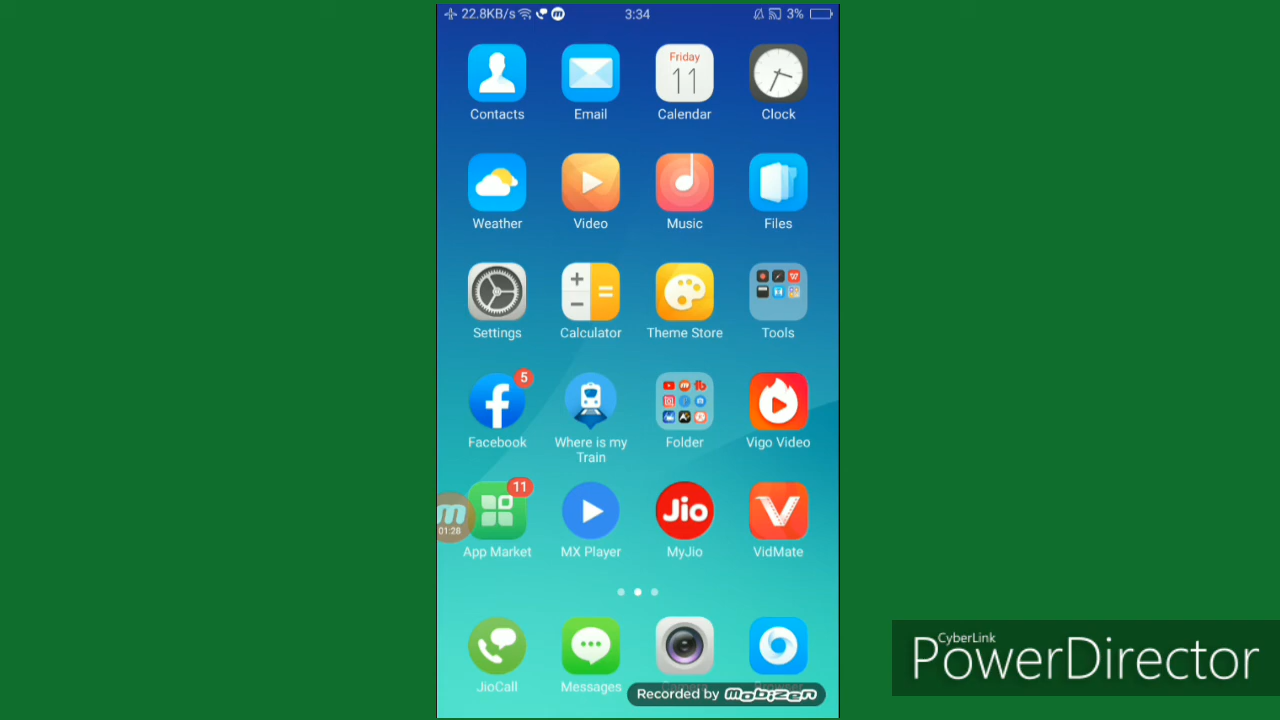 22.8KB/s 3:34 3%
Friday
11
Contacts Email Calendar Clock
Weather Video Music Files
Settings Calculator Theme Store Tools
5
Facebook Where is my Train Folder Vigo Video
11
m
01:28
Jio
App Market MX Player MyJio VidMate
JioCall Messages
Recorded by mobizen
CyberLink
PowerDirector